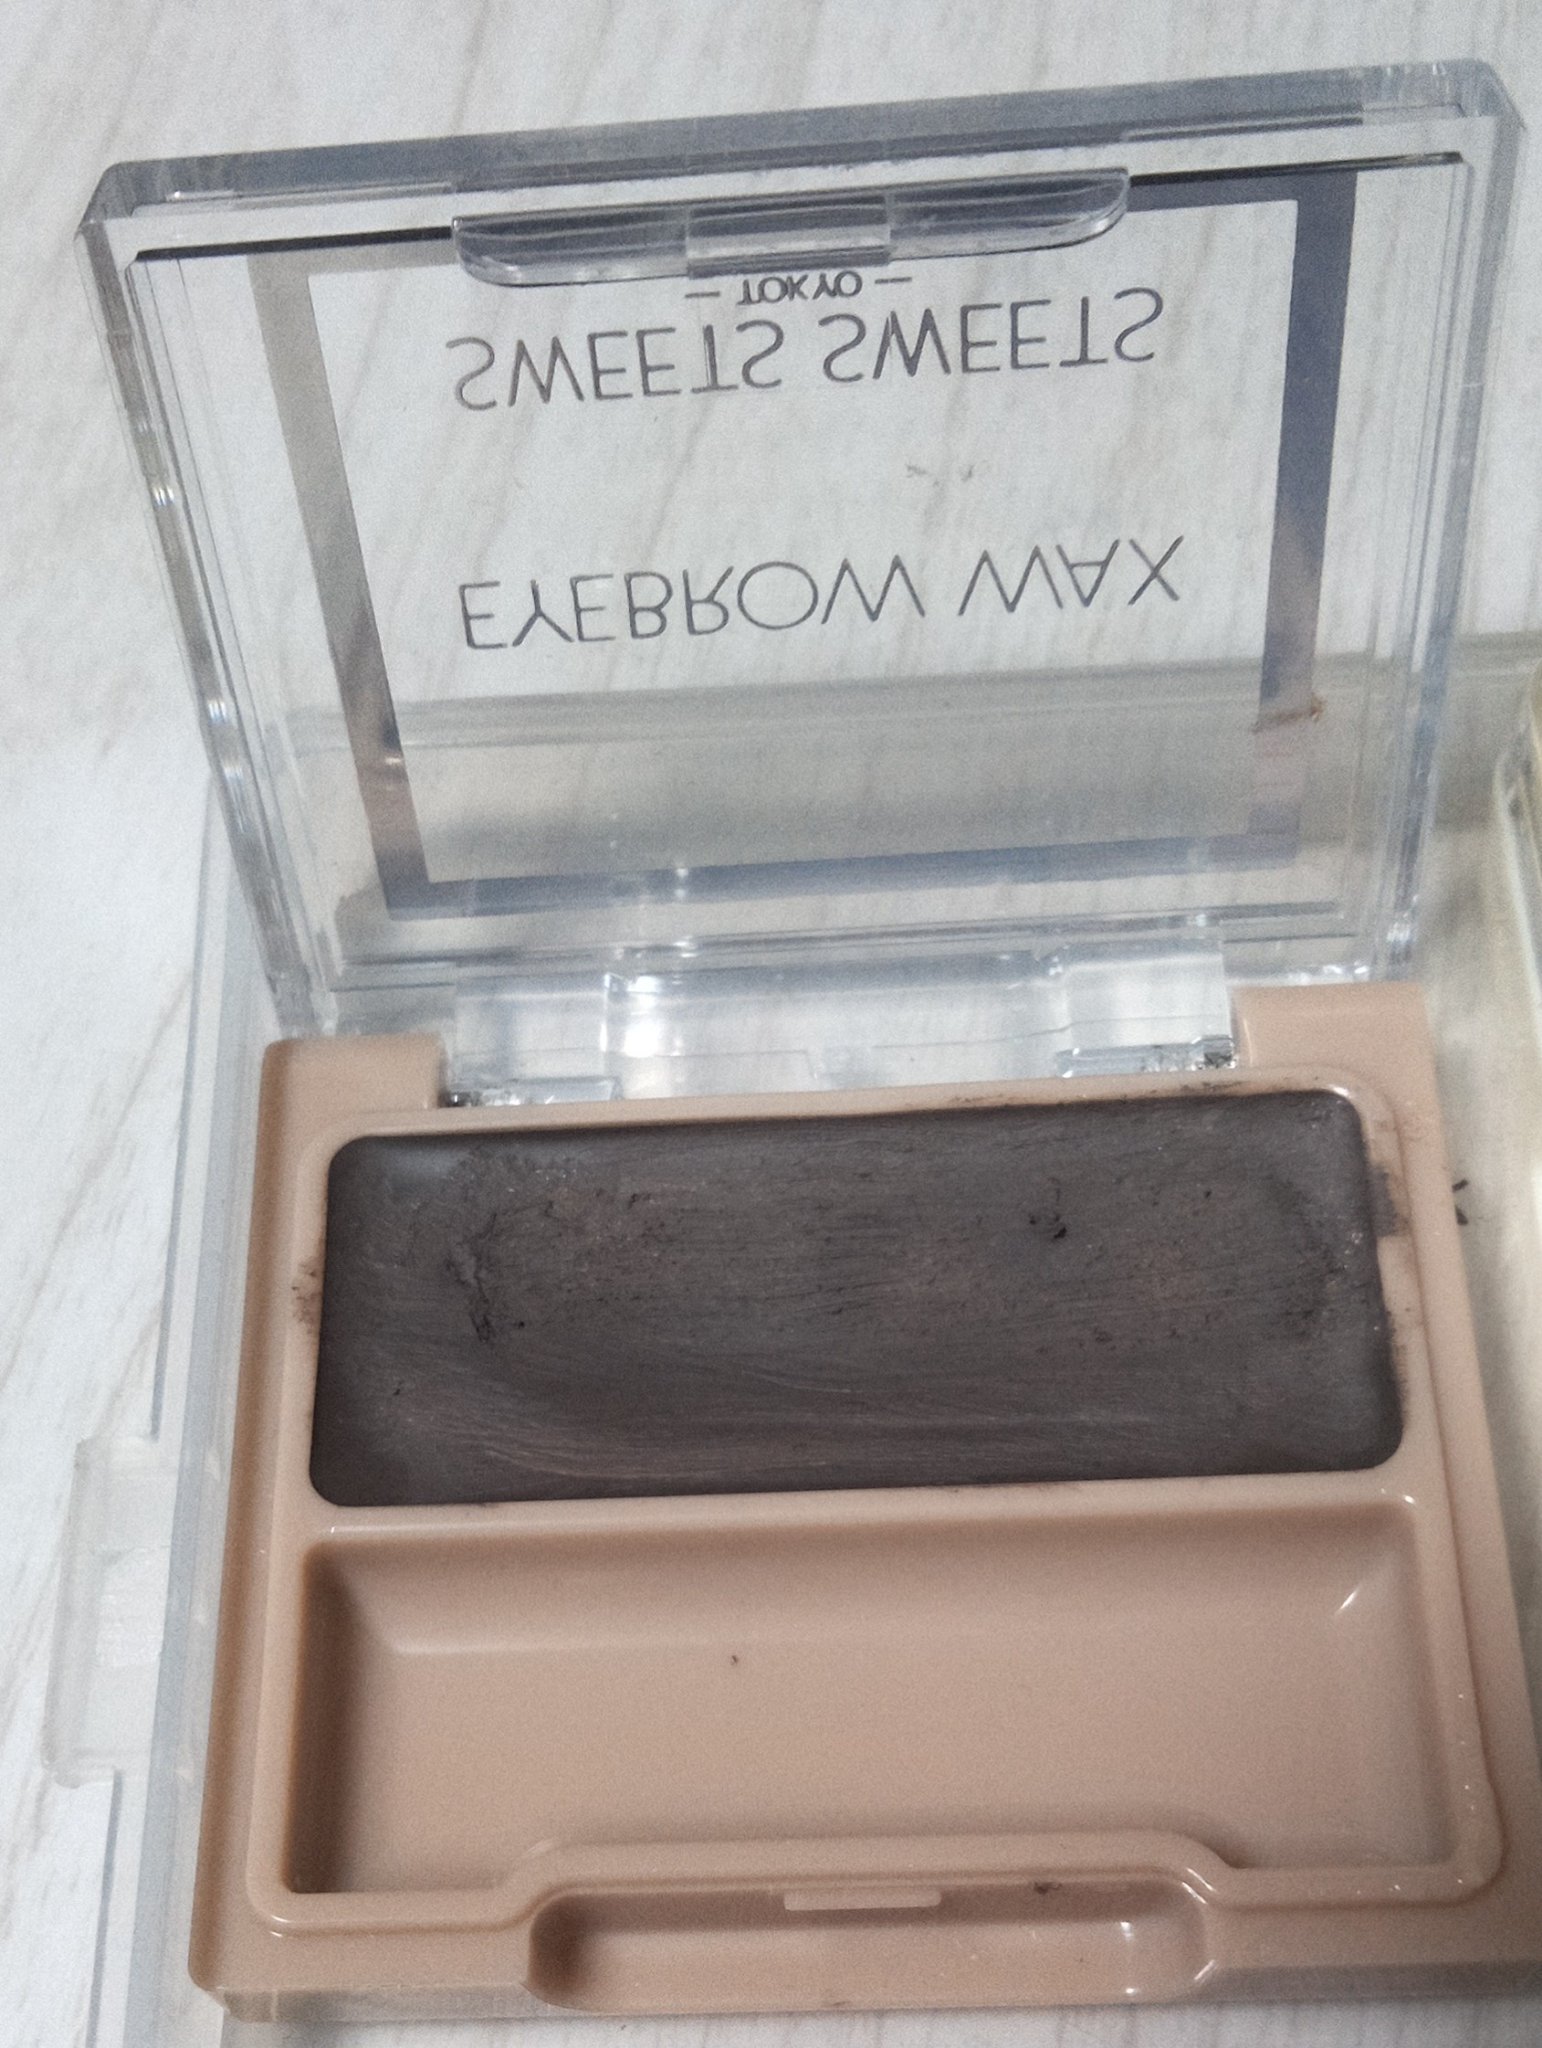 SWEETS SWEETS
— TOKYO —
EYEBROW WAX